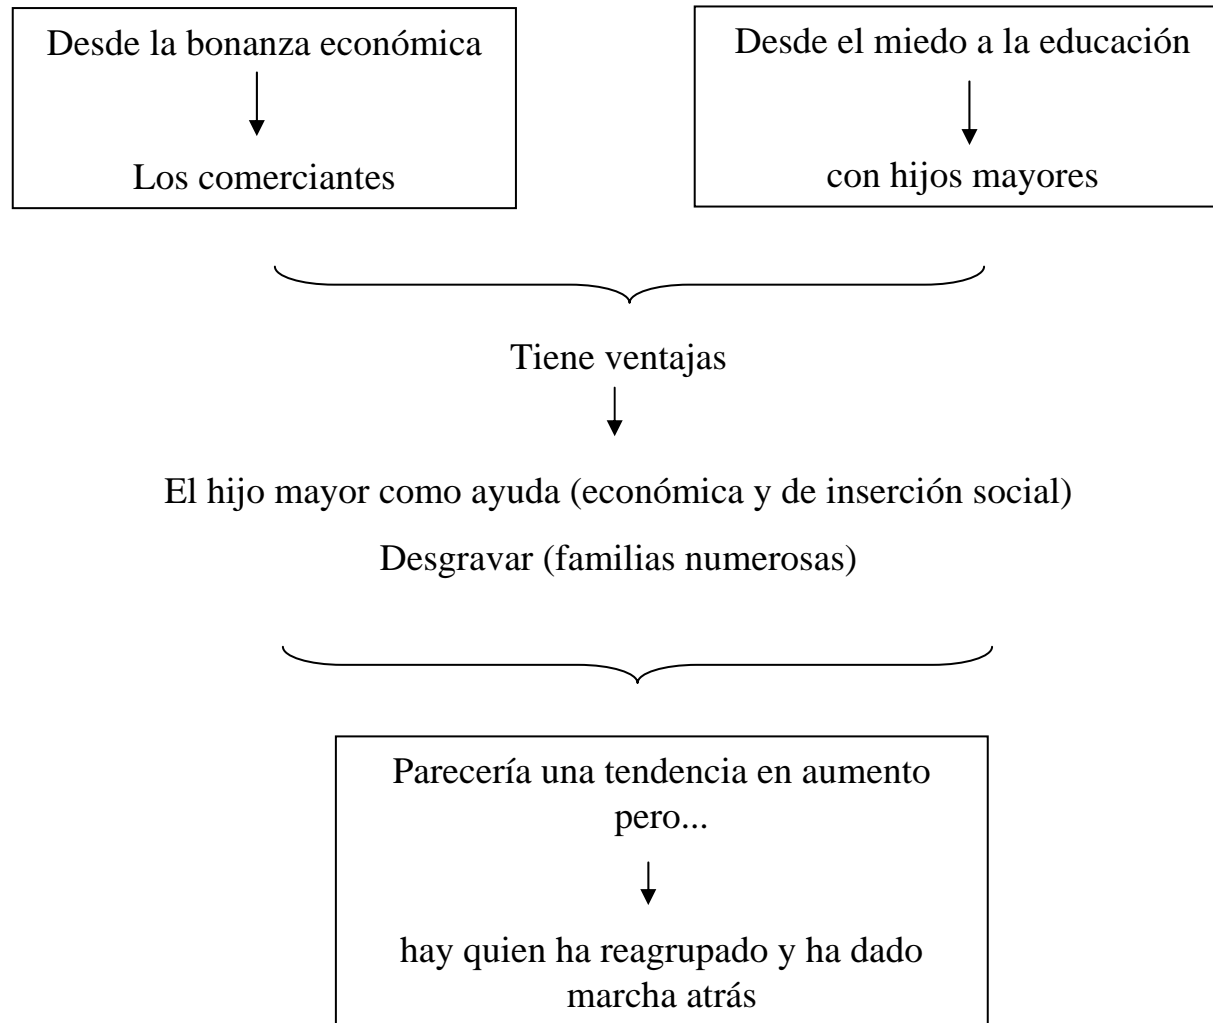 Desde la bonanza económica
Los comerciantes
Desde el miedo a la educación
con hijos mayores
Tiene ventajas
El hijo mayor como ayuda (económica y de inserción social)
Desgravar (familias numerosas)
Parecería una tendencia en aumento
pero...
hay quien ha reagrupado y ha dado
marcha atrás